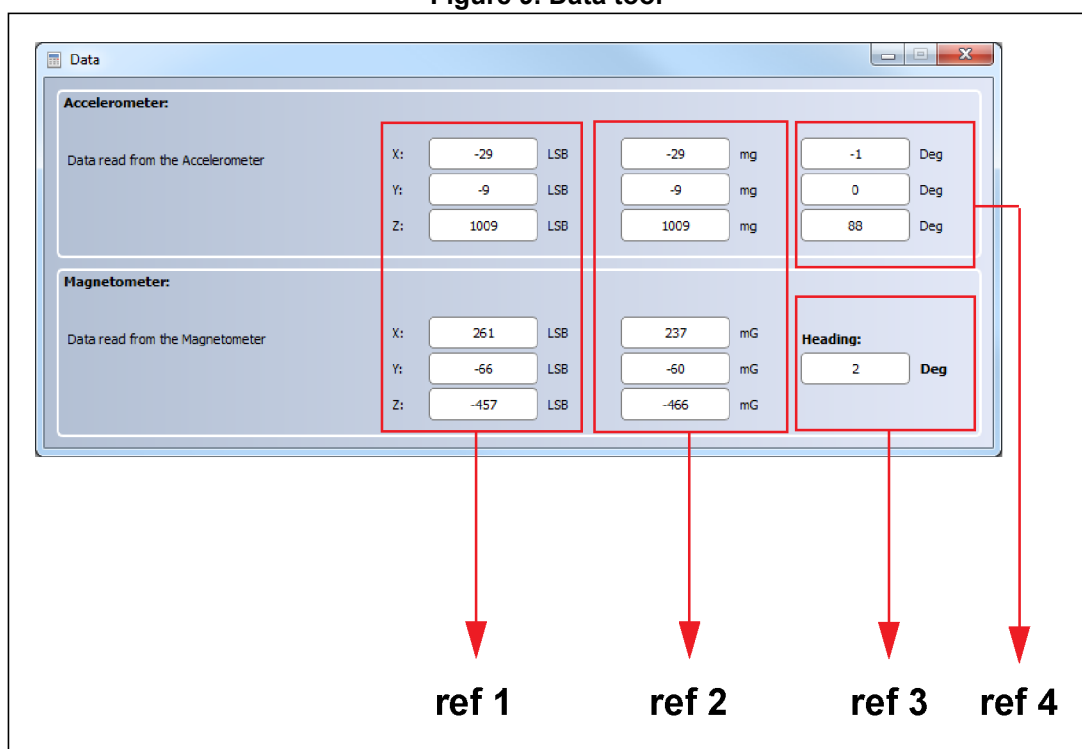 Data
Accelerometer:
Data read from the Accelerometer
X: -29 LSB -29 mg -1 Deg
Y: -9 LSB -9 mg 0 Deg
Z: 1009 LSB 1009 mg 88 Deg
Magnetometer:
Data read from the Magnetometer
X: 261 LSB 237 mG Heading:
Y: -66 LSB -60 mG 2 Deg
Z: -457 LSB -466 mG
ref 1 ref 2 ref 3 ref 4